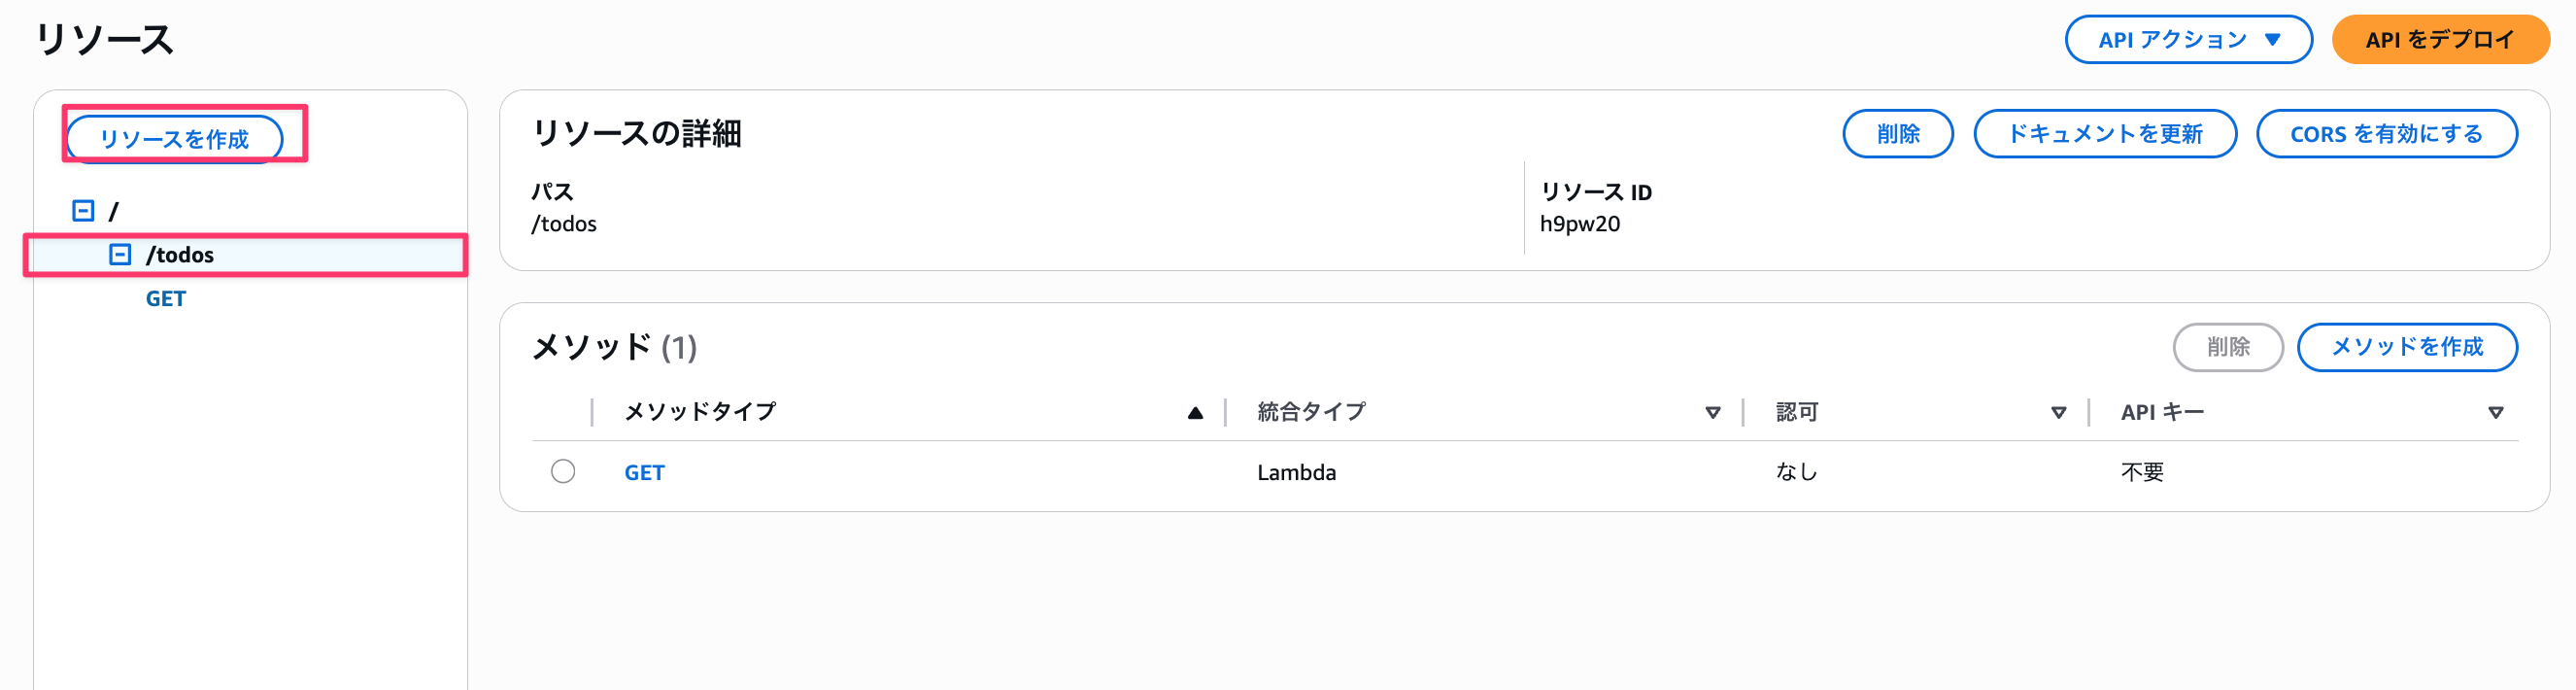 リソース
API アクション
API をデプロイ
リソースを作成
/
/todos
GET
リソースの詳細
削除
ドキュメントを更新
CORS を有効にする
パス
/todos
リソース ID
h9pw20
メソッド (1)
削除
メソッドを作成
メソッドタイプ
統合タイプ
認可
API キー
GET
Lambda
なし
不要